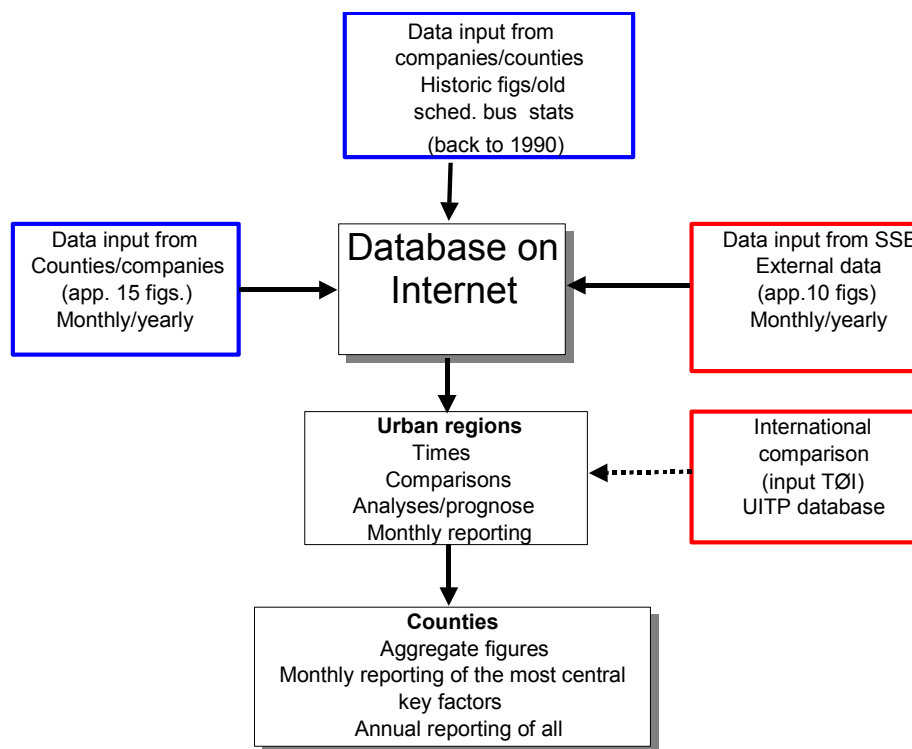 Data input from
companies/counties
Historic figs/old
sched. bus stats
(back to 1990)
Data input from
Counties/companies
(app. 15 figs.)
Monthly/yearly
Database on
Internet
Data input from SSB
External data
(app.10 figs)
Monthly/yearly
Urban regions
Times
Comparisons
Analyses/prognose
Monthly reporting
International
comparison
(input TØI)
UITP database
Counties
Aggregate figures
Monthly reporting of the most central
key factors
Annual reporting of all